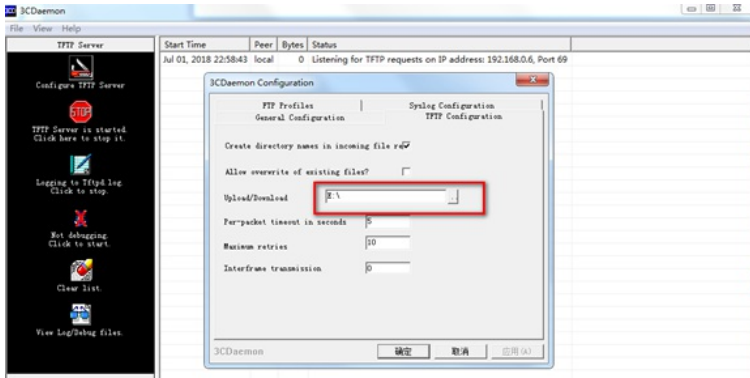 3CDaemon
File View Help
TFTP Server
Start Time Peer Bytes Status
Jul 01, 2018 22:58:43 local 0 Listening for TFTP requests on IP address: 192.168.0.6, Port 69
Configure TFTP Server
STOP
TFTP Server is started.
Click here to stop it.
Logging to Tftpd.log.
Click to stop.
Not debugging.
Click to start.
Clear list.
View Log/Debug files.
3CDaemon Configuration
FTP Profiles Syslog Configuration
General Configuration TFTP Configuration
Create directory names in incoming file re
Allow overwrite of existing files?
Upload/Download E:\ ..
Per-packet timeout in seconds 5
Maximum retries 10
Interframe transmission 0
3CDaemon 确定 取消 应用(A)